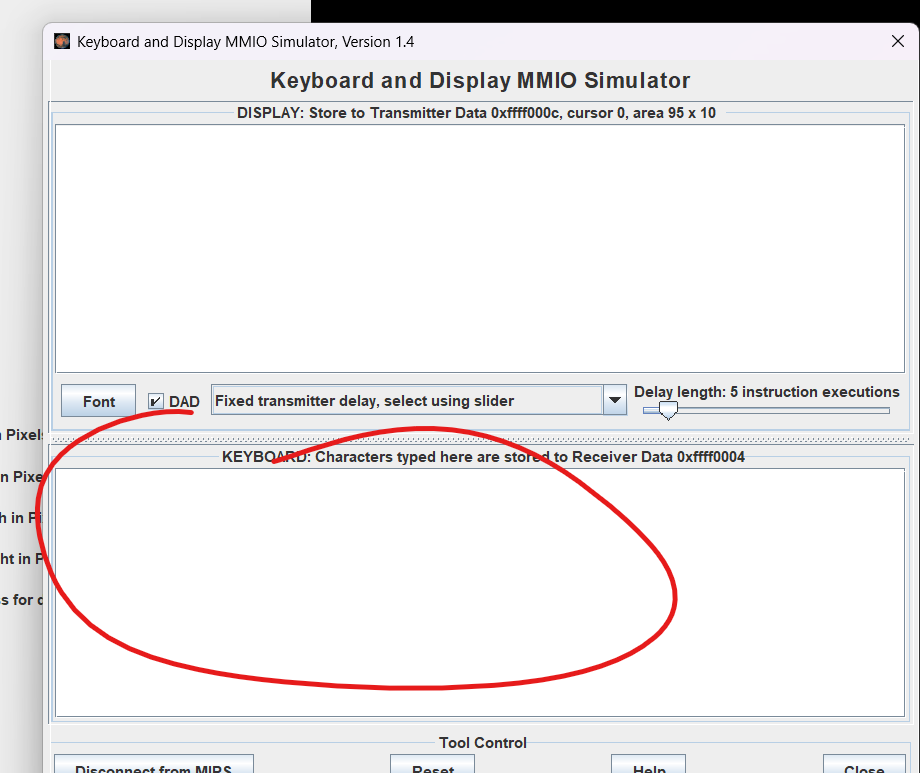 Keyboard and Display MMIO Simulator, Version 1.4
Keyboard and Display MMIO Simulator
DISPLAY: Store to Transmitter Data 0xffff000c, cursor 0, area 95 x 10
Font
DAD
Fixed transmitter delay, select using slider
Delay length: 5 instruction executions
Pixels
KEYBOARD: Characters typed here are stored to Receiver Data 0xffff0004
n Pixe
h in Pi
ht in P
s for d
Tool Control
Disconnect from MIPS
Reset
Help
Close